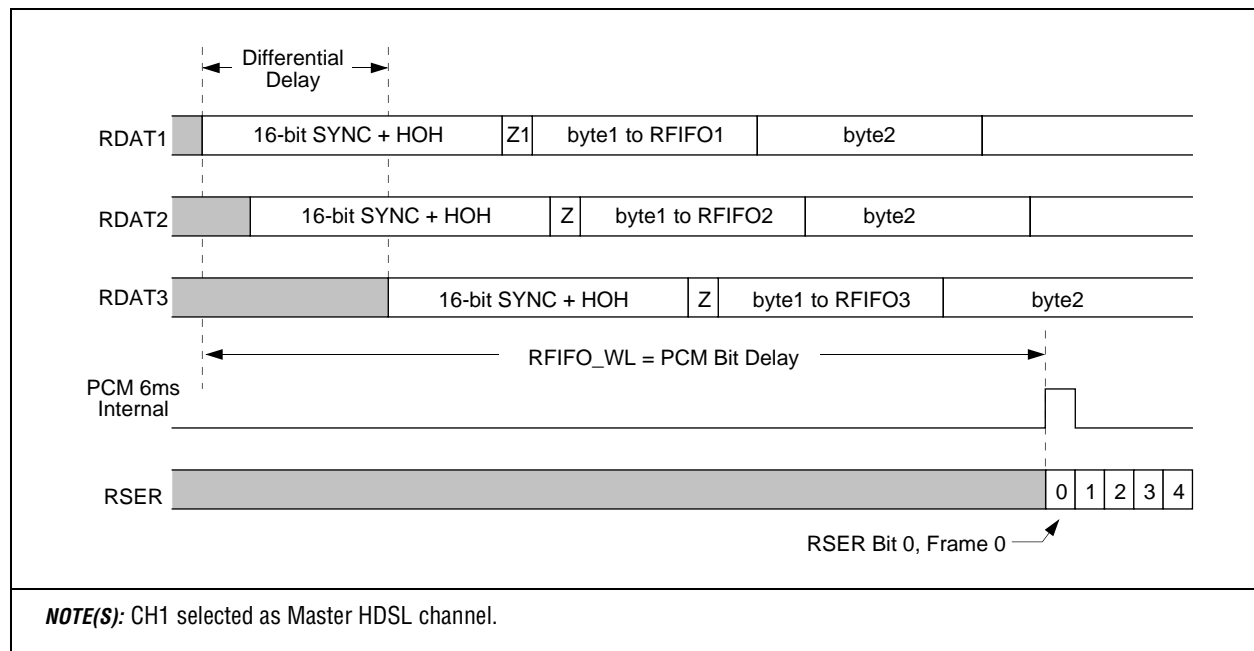 Differential
Delay
RDAT1 16-bit SYNC + HOH Z1 byte1 to RFIFO1 byte2
RDAT2 16-bit SYNC + HOH Z byte1 to RFIFO2 byte2
RDAT3 16-bit SYNC + HOH Z byte1 to RFIFO3 byte2
RFIFO_WL = PCM Bit Delay
PCM 6ms
Internal
RSER 0 1 2 3 4
RSER Bit 0, Frame 0
NOTE(S): CH1 selected as Master HDSL channel.